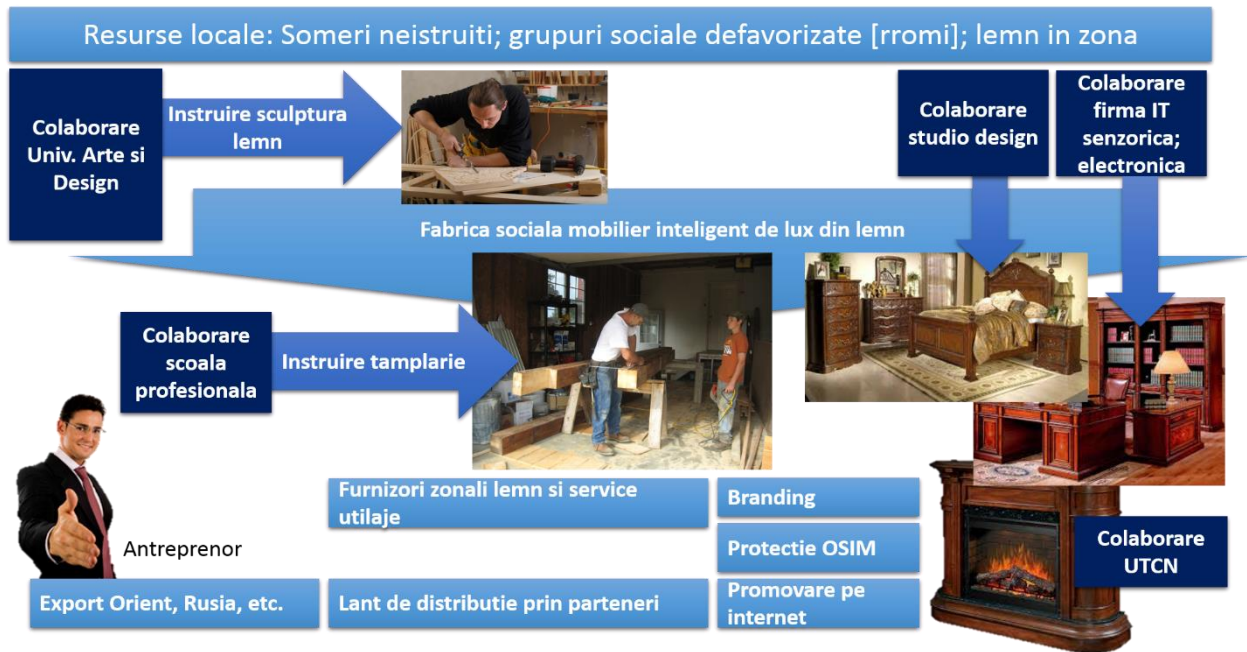 Resurse locale: Someri neistruiti; grupuri sociale defavorizate [rromi]; lemn in zona
Colaborare
Univ. Arte si
Design
Instruire sculptura
lemn
Colaborare
studio design
Colaborare
firma IT
senzorica;
electronica
Fabrica sociala mobilier inteligent de lux din lemn
Colaborare
scoala
profesionala
Instruire tamplarie
Antreprenor
Furnizori zonali lemn si service
utilaje
Branding
Protectie OSIM
Colaborare
UTCN
Export Orient, Rusia, etc.
Lant de distributie prin parteneri
Promovare pe
internet